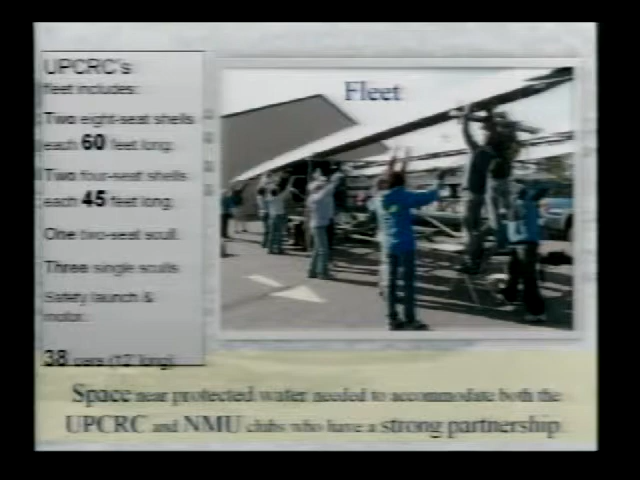 UPCRC's
fleet includes:
Two eight-seat shells
each 60 feet long.
Two four-seat shells
each 45 feet long.
One two-seat scull.
Three single sculls
Safety launch &
motor.
38 oars (12' long)
Fleet
Space near protected water needed to accommodate both the
UPCRC and NMU clubs who have a strong partnership